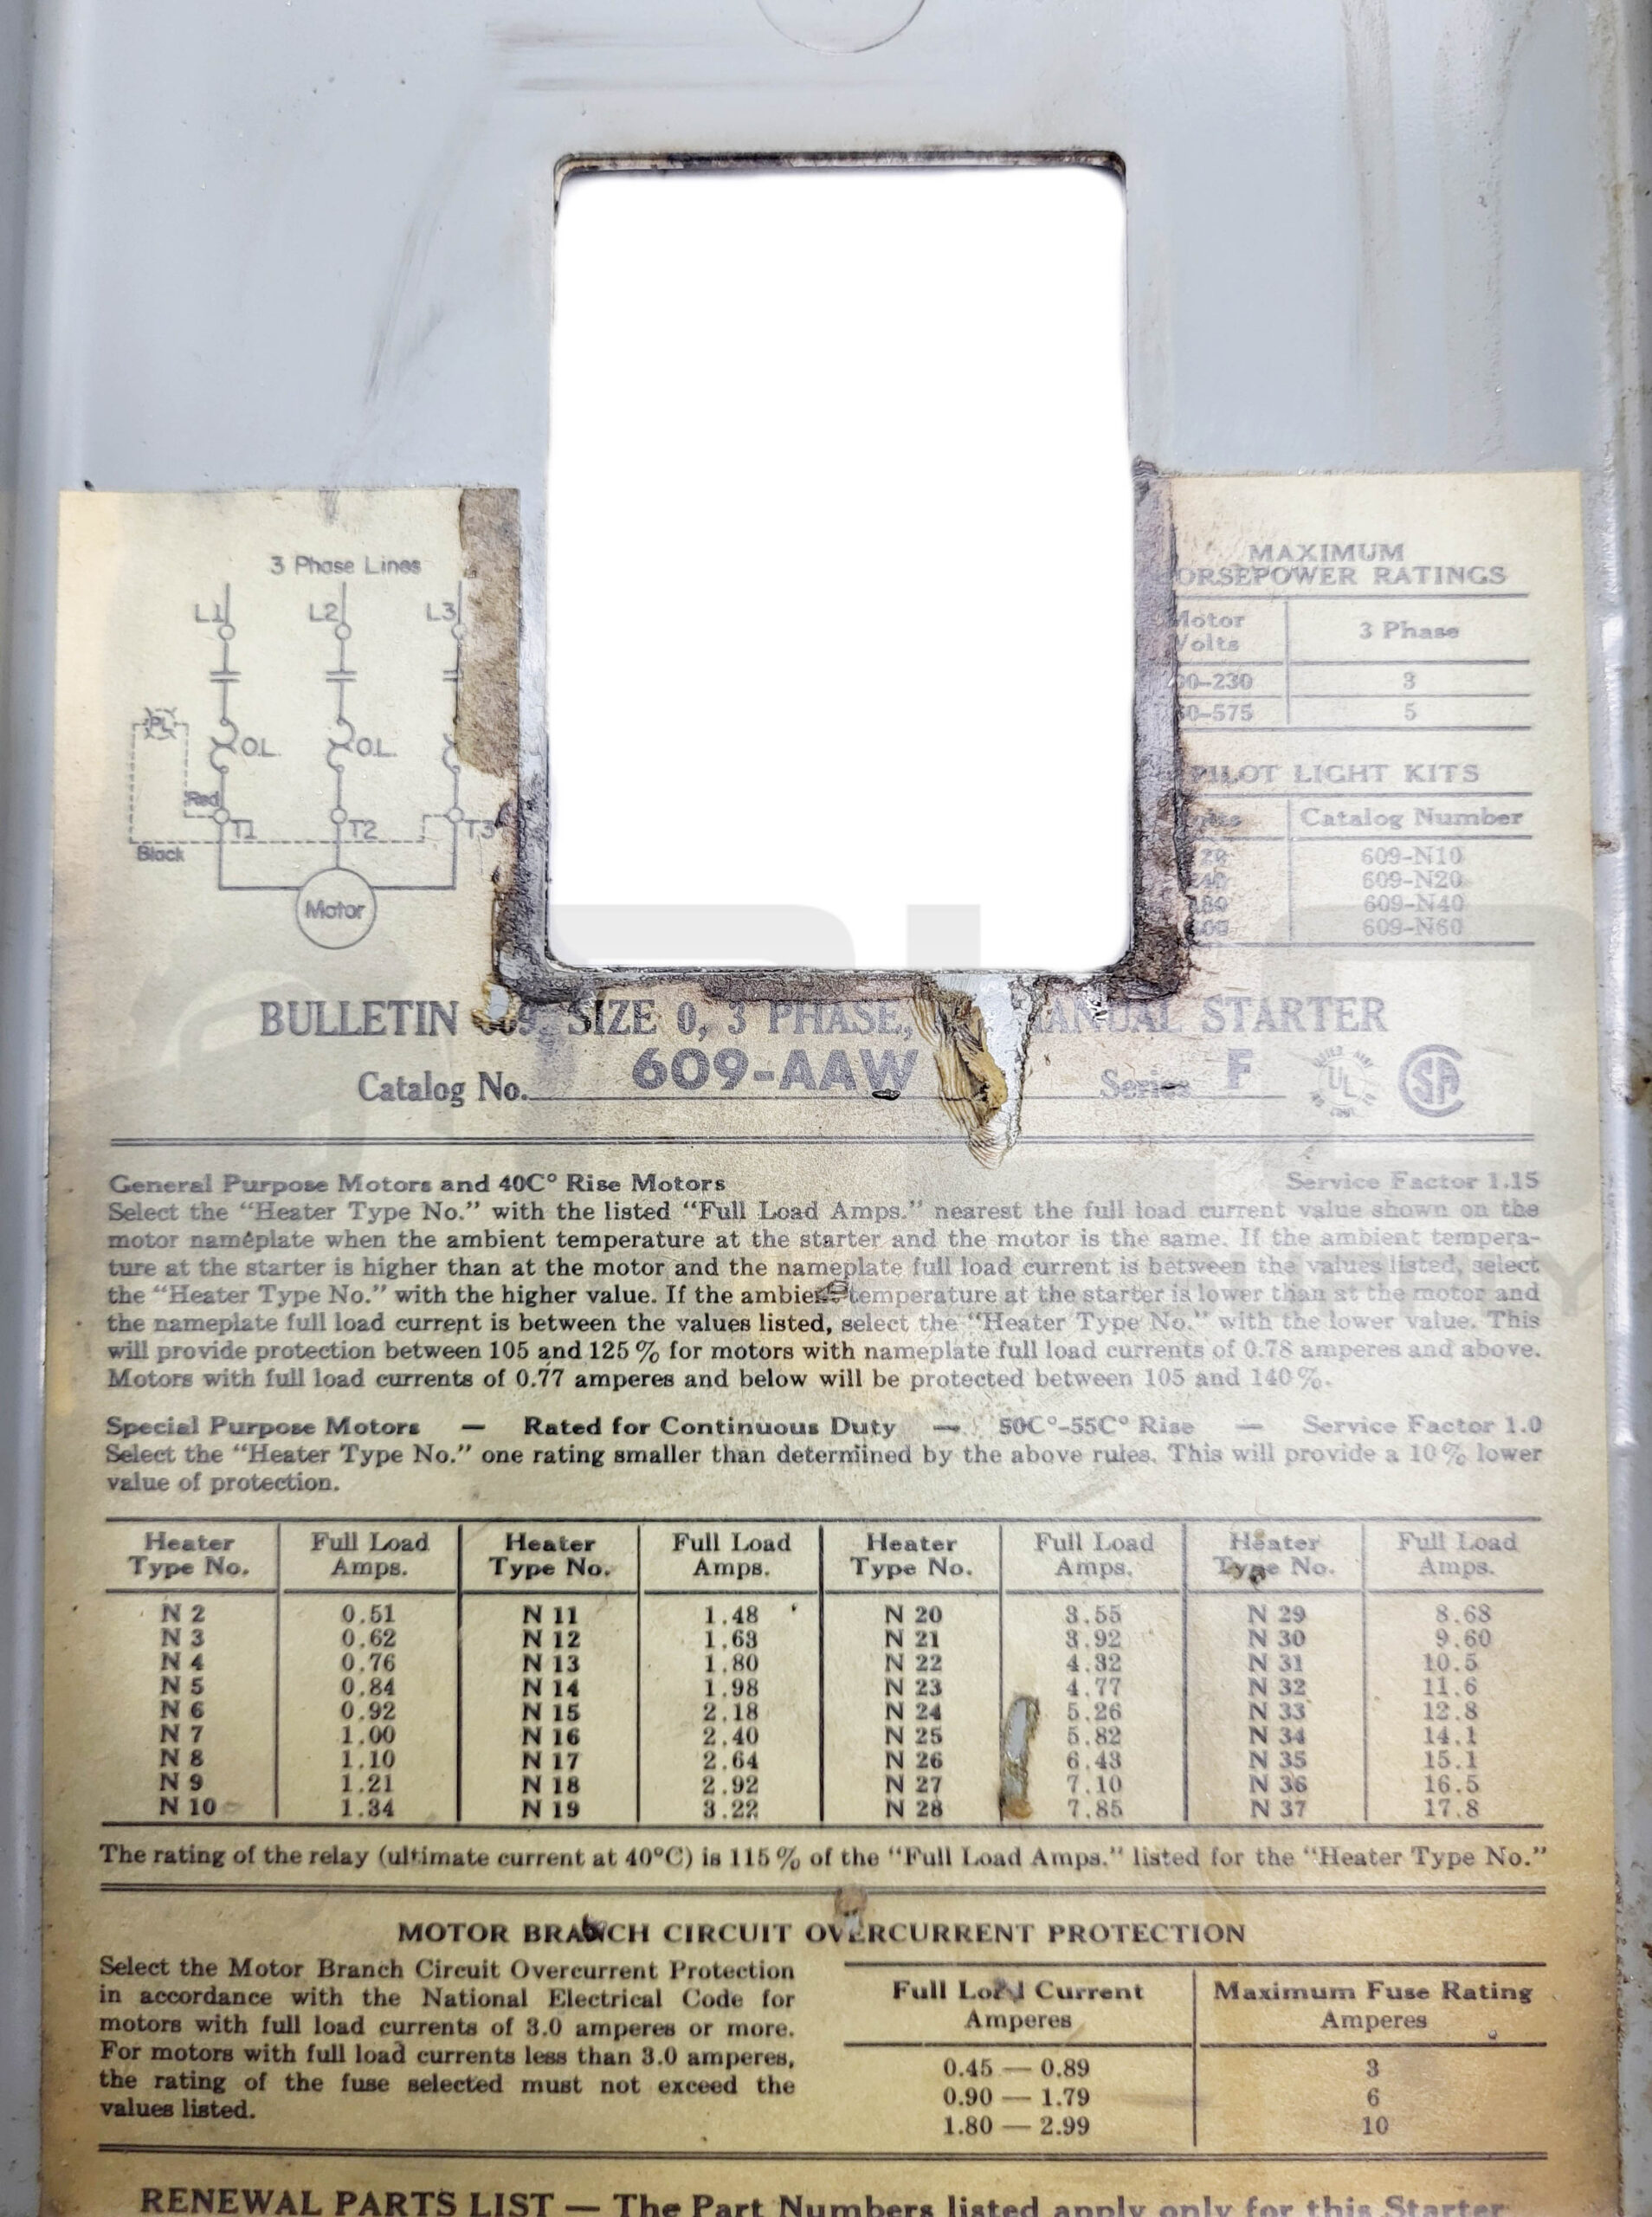 3 Phase Lines
L1 L2 L3
PL
O.L. O.L.
Red
T1 T2 T3
Black
Motor
MAXIMUM
ORSEPOWER RATINGS
Motor Volts 3 Phase
0-230 3
0-575 5
PILOT LIGHT KITS
Catalog Number
609-N10
609-N20
609-N40
609-N60
BULLETIN 609, SIZE 0, 3 PHASE, MANUAL STARTER
Catalog No. 609-AAW Series F UL SA
General Purpose Motors and 40C° Rise Motors Service Factor 1.15
Select the “Heater Type No.” with the listed “Full Load Amps.” nearest the full load current value shown on the
motor nameplate when the ambient temperature at the starter and the motor is the same. If the ambient tempera-
ture at the starter is higher than at the motor and the nameplate full load current is between the values listed, select
the “Heater Type No.” with the higher value. If the ambient temperature at the starter is lower than at the motor and
the nameplate full load current is between the values listed, select the “Heater Type No.” with the lower value. This
will provide protection between 105 and 125% for motors with nameplate full load currents of 0.78 amperes and above.
Motors with full load currents of 0.77 amperes and below will be protected between 105 and 140%.
Special Purpose Motors — Rated for Continuous Duty — 50C°-55C° Rise — Service Factor 1.0
Select the “Heater Type No.” one rating smaller than determined by the above rules. This will provide a 10% lower
value of protection.
Heater Full Load Heater Full Load Heater Full Load Heater Full Load
Type No. Amps. Type No. Amps. Type No. Amps. Type No. Amps.
N 2 0.51 N 11 1.48 N 20 3.55 N 29 8.68
N 3 0.62 N 12 1.63 N 21 3.92 N 30 9.60
N 4 0.76 N 13 1.80 N 22 4.32 N 31 10.5
N 5 0.84 N 14 1.98 N 23 4.77 N 32 11.6
N 6 0.92 N 15 2.18 N 24 5.26 N 33 12.8
N 7 1.00 N 16 2.40 N 25 5.82 N 34 14.1
N 8 1.10 N 17 2.64 N 26 6.43 N 35 15.1
N 9 1.21 N 18 2.92 N 27 7.10 N 36 16.5
N 10 1.34 N 19 3.22 N 28 7.85 N 37 17.8
The rating of the relay (ultimate current at 40°C) is 115% of the “Full Load Amps.” listed for the “Heater Type No.”
MOTOR BRANCH CIRCUIT OVERCURRENT PROTECTION
Select the Motor Branch Circuit Overcurrent Protection
in accordance with the National Electrical Code for
motors with full load currents of 3.0 amperes or more.
For motors with full load currents less than 3.0 amperes,
the rating of the fuse selected must not exceed the
values listed.
Full Load Current Maximum Fuse Rating
Amperes Amperes
0.45 — 0.89 3
0.90 — 1.79 6
1.80 — 2.99 10
RENEWAL PARTS LIST — The Part Numbers listed apply only for this Starter